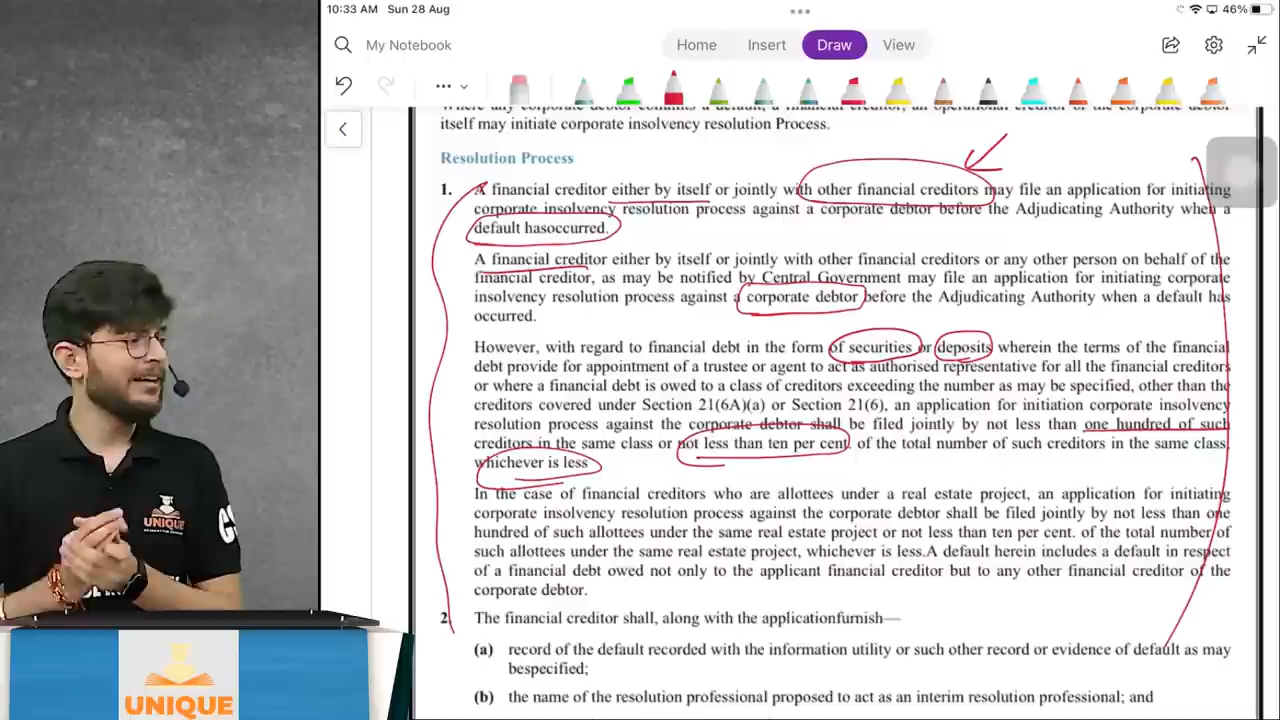 10:33 AM Sun 28 Aug
46%
My Notebook
Home Insert Draw View
Where any corporate debtor commits a default, a financial creditor, an operational creditor or the corporate debtor
itself may initiate corporate insolvency resolution Process.
Resolution Process
1. A financial creditor either by itself or jointly with other financial creditors may file an application for initiating
corporate insolvency resolution process against a corporate debtor before the Adjudicating Authority when a
default hasoccurred.
A financial creditor either by itself or jointly with other financial creditors or any other person on behalf of the
financial creditor, as may be notified by Central Government may file an application for initiating corporate
insolvency resolution process against a corporate debtor before the Adjudicating Authority when a default has
occurred.
However, with regard to financial debt in the form of securities or deposits wherein the terms of the financial
debt provide for appointment of a trustee or agent to act as authorised representative for all the financial creditors
or where a financial debt is owed to a class of creditors exceeding the number as may be specified, other than the
creditors covered under Section 21(6A)(a) or Section 21(6), an application for initiation corporate insolvency
resolution process against the corporate debtor shall be filed jointly by not less than one hundred of such
creditors in the same class or not less than ten per cent. of the total number of such creditors in the same class,
whichever is less
In the case of financial creditors who are allottees under a real estate project, an application for initiating
corporate insolvency resolution process against the corporate debtor shall be filed jointly by not less than one
hundred of such allottees under the same real estate project or not less than ten per cent. of the total number of
such allottees under the same real estate project, whichever is less.A default herein includes a default in respect
of a financial debt owed not only to the applicant financial creditor but to any other financial creditor of the
corporate debtor.
2. The financial creditor shall, along with the applicationfurnish—
(a) record of the default recorded with the information utility or such other record or evidence of default as may
bespecified;
(b) the name of the resolution professional proposed to act as an interim resolution professional; and
UNIQUE
CS
UNIQUE